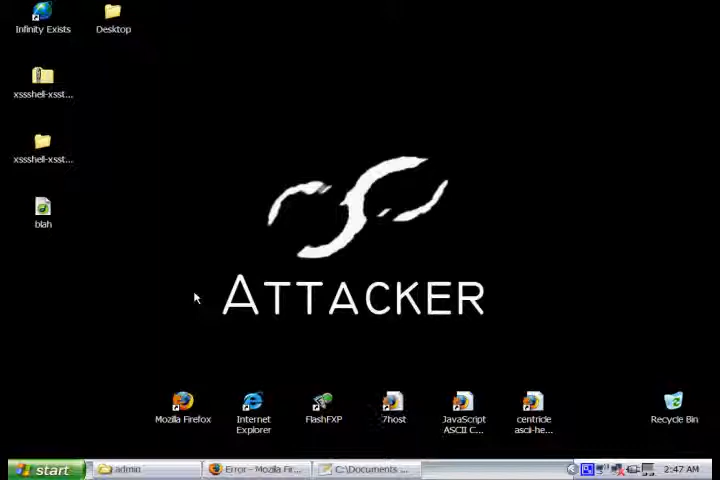 Infinity Exists
Desktop
xssshell-xsst...
xssshell-xsst...
blah
ATTACKER
Mozilla Firefox
Internet
Explorer
FlashFXP
7host
JavaScript
ASCII C...
centricle
ascii-he...
Recycle Bin
start
admin
Error - Mozilla Fir...
C:\Documents ...
2:47 AM